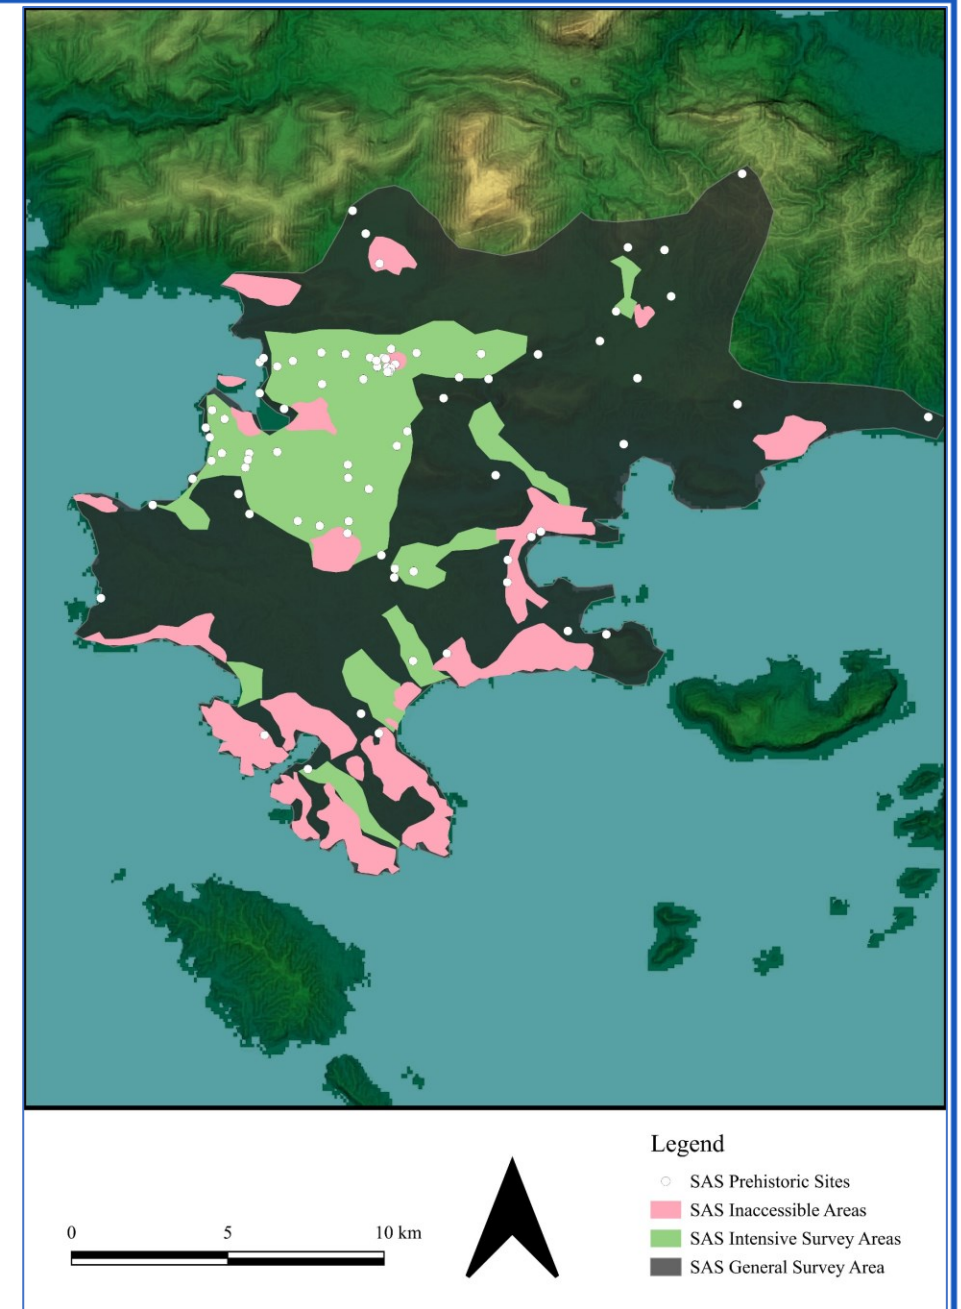 Legend
SAS Prehistoric Sites
SAS Inaccessible Areas
SAS Intensive Survey Areas
SAS General Survey Area
0 5 10 km